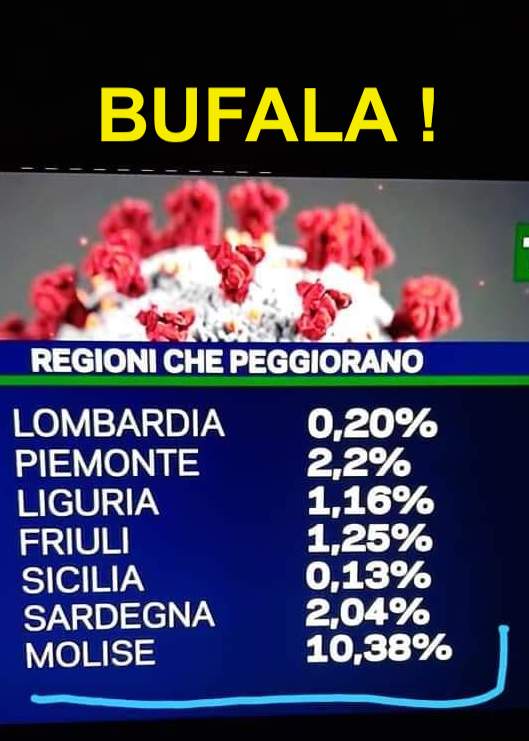 BUFALA !
REGIONI CHE PEGGIORANO
LOMBARDIA 0,20%
PIEMONTE 2,2%
LIGURIA 1,16%
FRIULI 1,25%
SICILIA 0,13%
SARDEGNA 2,04%
MOLISE 10,38%